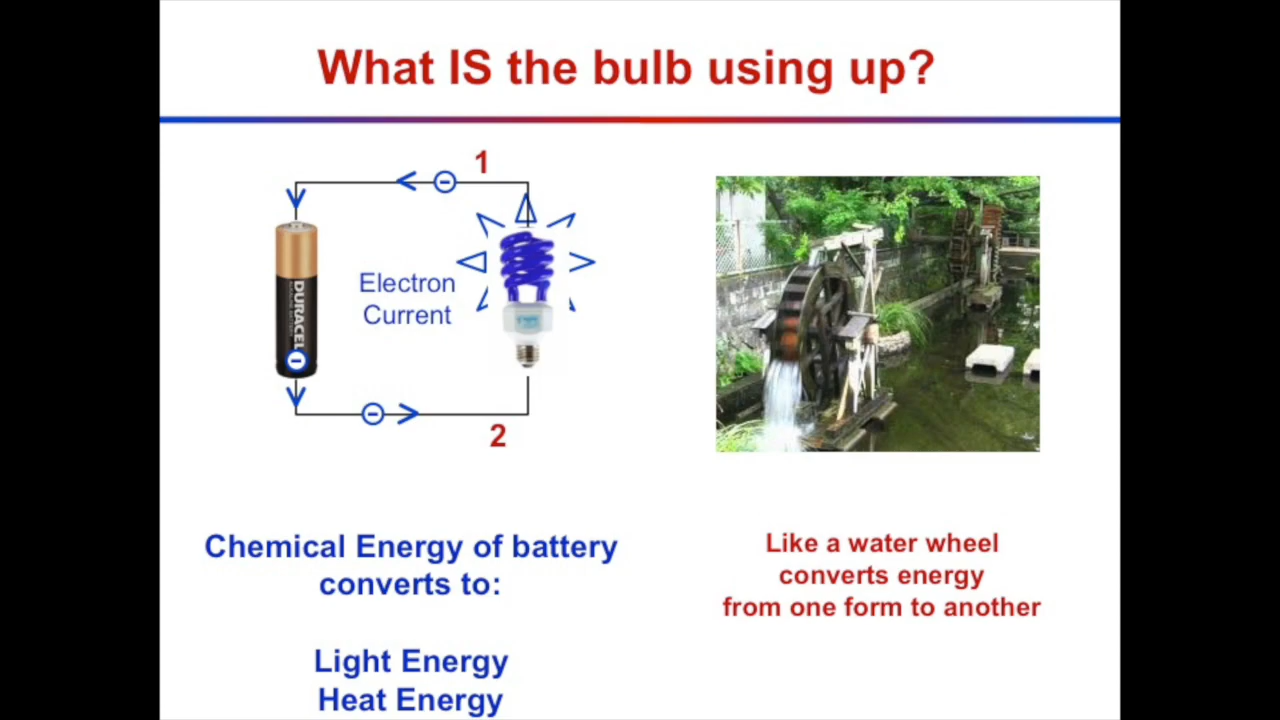 What IS the bulb using up?
1
Electron
Current
DURACELL
2
Chemical Energy of battery
converts to:
Light Energy
Heat Energy
Like a water wheel
converts energy
from one form to another